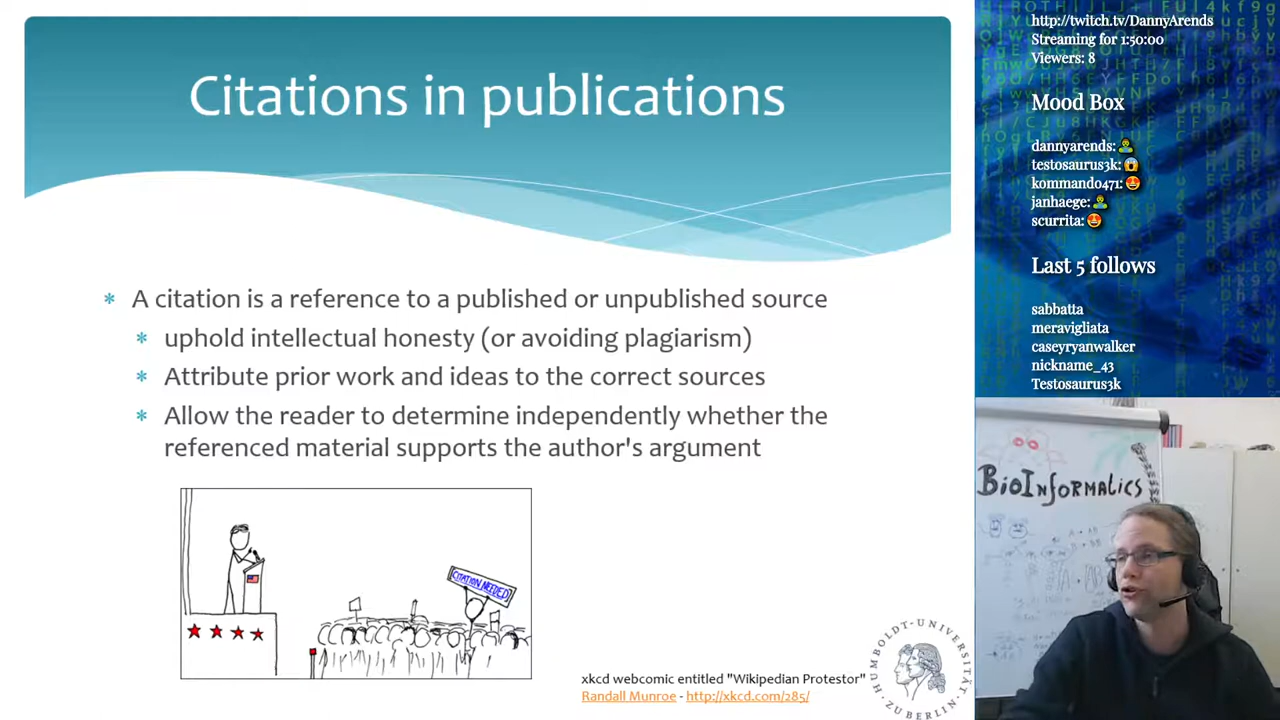 Citations in publications
* A citation is a reference to a published or unpublished source
* uphold intellectual honesty (or avoiding plagiarism)
* Attribute prior work and ideas to the correct sources
* Allow the reader to determine independently whether the
referenced material supports the author's argument
CITATION NEEDED
xkcd webcomic entitled "Wikipedian Protestor"
Randall Munroe - http://xkcd.com/285/
HUMBOLDT-UNIVERSITÄT
ZU BERLIN
http://twitch.tv/DannyArends
Streaming for 1:50:00
Viewers: 8
Mood Box
dannyarends:
testosaurus3k:
kommando471:
janhaege:
scurrita:
Last 5 follows
sabbatta
meravigliata
caseyryanwalker
nickname_43
Testosaurus3k
BioInformatics